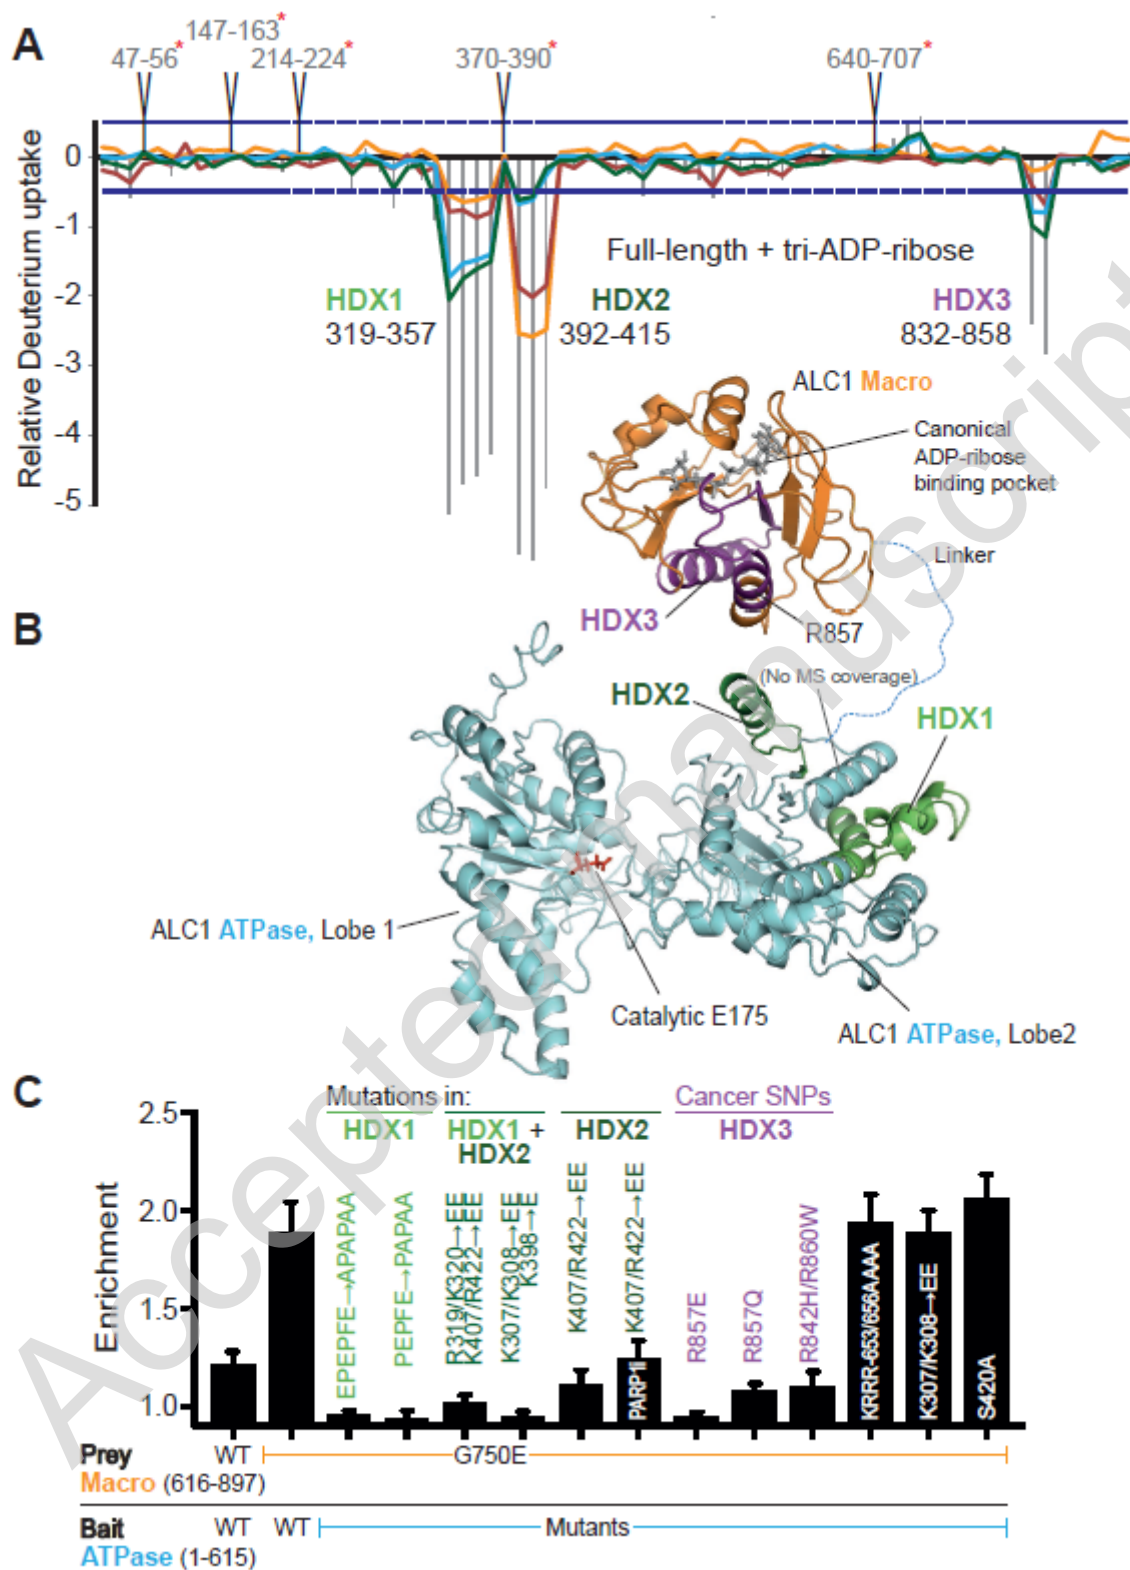 A
47-56*
147-163*
214-224*
370-390*
640-707*
Relative Deuterium uptake
0
-1
-2
-3
-4
-5
Full-length + tri-ADP-ribose
HDX1
319-357
HDX2
392-415
HDX3
832-858
ALC1 Macro
Canonical
ADP-ribose
binding pocket
Linker
HDX3
R857
B
HDX2
(No MS coverage)
HDX1
ALC1 ATPase, Lobe 1
Catalytic E175
ALC1 ATPase, Lobe2
C
Mutations in:
HDX1
HDX1 +
HDX2
HDX2
Cancer SNPs
HDX3
Enrichment
2.5
2.0
1.5
1.0
EPEPFE→APAPAA
PEPFE→PAPAA
R319/K320→EE
K407/R422→EE
K307/K308→EE
K398→E
K407/R422→EE
K407/R422→EE
PARP1i
R857E
R857Q
R842H/R860W
KRRR-653/656AAAA
K307/K308→EE
S420A
Prey WT G750E
Macro (616-897)
Bait WT WT Mutants
ATPase (1-615)
Accepted manuscript